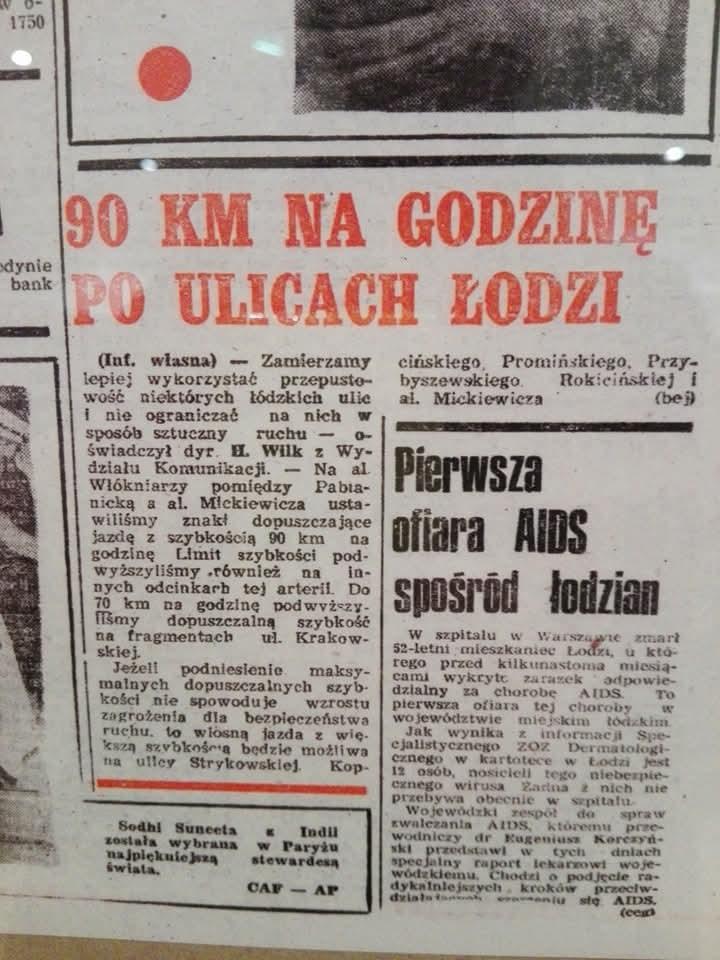 1750
odynie
bank
90 KM NA GODZINĘ
PO ULICACH ŁODZI
(Inf. własna) — Zamierzamy
lepiej wykorzystać przepusto-
wość niektórych łódzkich ulic
i nie ograniczać na nich w
sposób sztuczny ruchu — o-
świadczył dyr. H. Wilk z Wy-
działu Komunikacji. — Na al.
Włókniarzy pomiędzy Pabia-
nicką a al. Mickiewicza usta-
wiliśmy znaki dopuszczające
jazdę z szybkością 90 km na
godzinę Limit szybkości pod-
wyższyliśmy również na in-
nych odcinkach tej arterii. Do
70 km na godzinę podwyższy-
liśmy dopuszczalną szybkość
na fragmentach ul. Krakow-
skiej.
Jeżeli podniesienie maksy-
malnych dopuszczalnych szyb-
kości nie spowoduje wzrostu
zagrożenia dla bezpieczeństwa
ruchu, to wiosną jazda z wię-
kszą szybkością będzie możliwa
na ulicy Strykowskiej. Kop-
cińskiego, Promińskiego, Przy-
byszewskiego. Rokicińskiej i
al. Mickiewicza (bej)
Sodhi Suneeta z Indii
została wybrana w Paryżu
najpiękniejszą stewardesą
świata.
CAF — AP
Pierwsza
ofiara AIDS
spośród łodzian
W szpitalu w Warszawie zmarł
52-letni mieszkaniec Łodzi, u któ-
rego przed kilkunastoma miesią-
cami wykryto zarazek odpowie-
dzialny za chorobę AIDS. To
pierwsza ofiara tej choroby w
województwie miejskim łódzkim.
Jak wynika z informacji Spe-
cjalistycznego ZOZ Dermatologi-
cznego w kartotece w Łodzi jest
12 osób, nosicieli tego niebezpie-
cznego wirusa Żadna z nich nie
przebywa obecnie w szpitalu.
Wojewódzki zespół do spraw
zwalczania AIDS, któremu prze-
wodniczy dr Eugeniusz Korczyń-
ski przedstawi w tych dniach
specjalny raport lekarzowi woje-
wódzkiemu. Chodzi o podjęcie ra-
dykalniejszych kroków przeciw-
szerzeniu się AIDS.